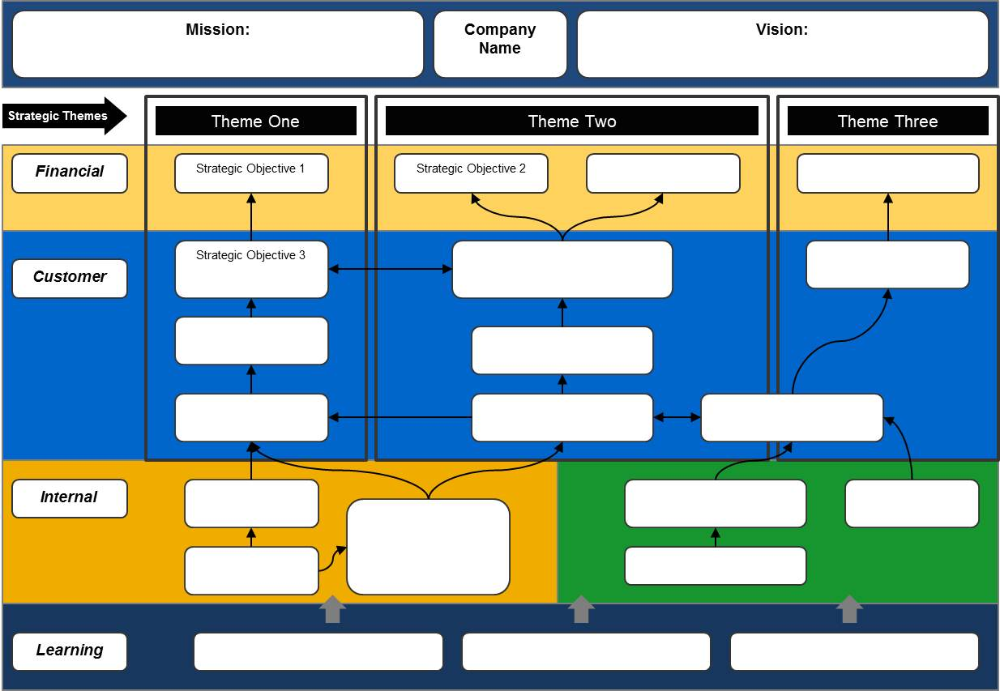 Mission:
Company
Name
Vision:
Strategic Themes
Theme One
Theme Two
Theme Three
Financial
Strategic Objective 1
Strategic Objective 2
Customer
Strategic Objective 3
Internal
Learning